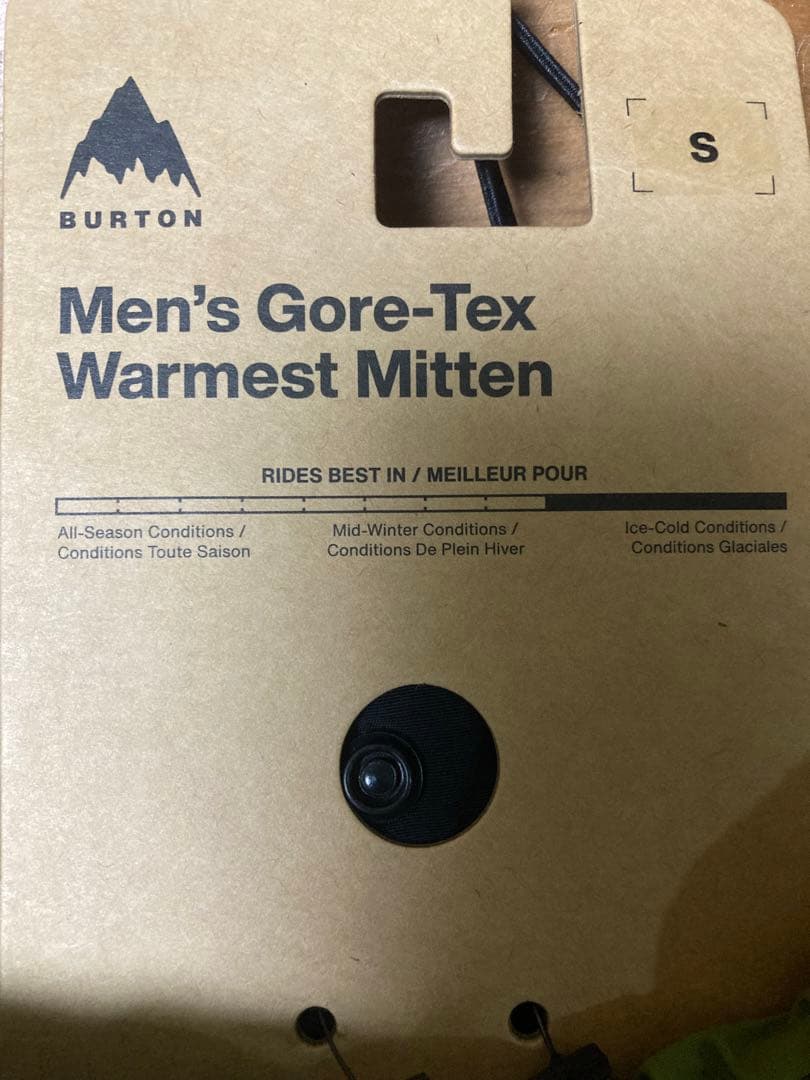 BURTON
S
Men's Gore-Tex
Warmest Mitten
RIDES BEST IN / MEILLEUR POUR
All-Season Conditions /
Conditions Toute Saison
Mid-Winter Conditions /
Conditions De Plein Hiver
Ice-Cold Conditions /
Conditions Glaciales